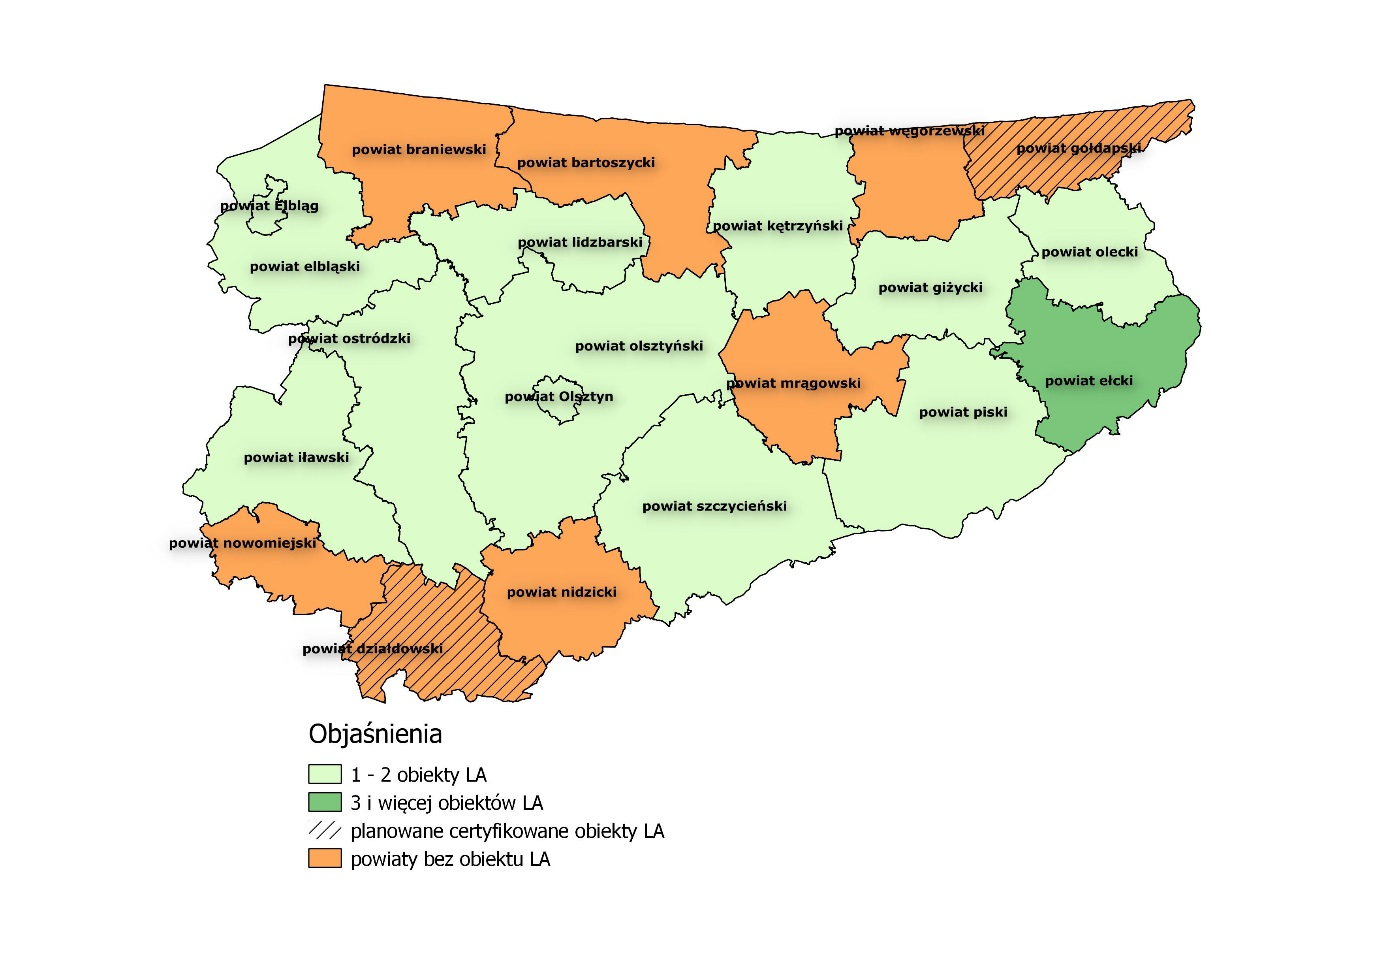 powiat węgorzewski
powiat braniewski
powiat gołdapski
powiat bartoszycki
powiat Elbląg
powiat kętrzyński
powiat lidzbarski
powiat olecki
powiat elbląski
powiat giżycki
powiat ostródzki
powiat olsztyński
powiat ełcki
powiat mrągowski
powiat Olsztyn
powiat piski
powiat iławski
powiat szczycieński
powiat nowomiejski
powiat nidzicki
powiat działdowski
Objaśnienia
1 - 2 obiekty LA
3 i więcej obiektów LA
planowane certyfikowane obiekty LA
powiaty bez obiektu LA